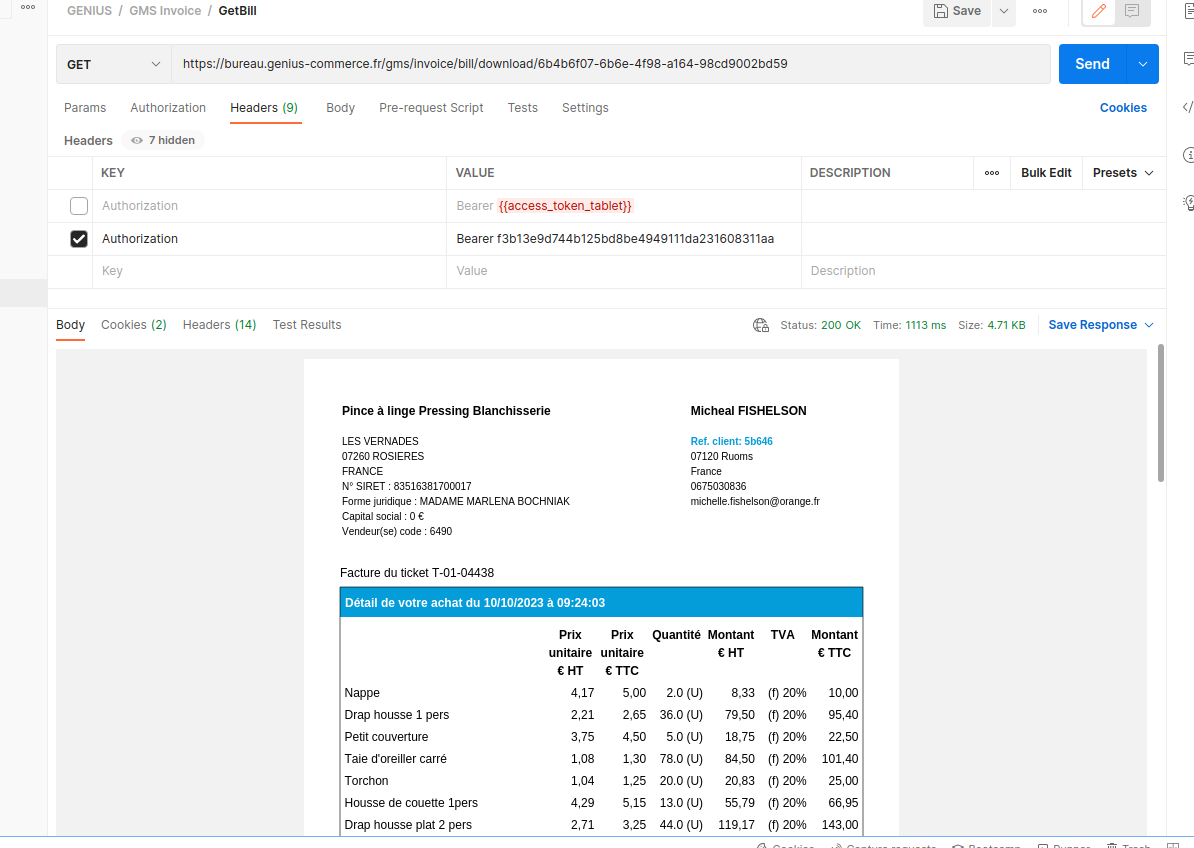 GENIUS / GMS Invoice / GetBill
Save
GET
https://bureau.genius-commerce.fr/gms/invoice/bill/download/6b4b6f07-6b6e-4f98-a164-98cd9002bd59
Send
Params Authorization Headers (9) Body Pre-request Script Tests Settings Cookies
Headers 7 hidden
KEY VALUE DESCRIPTION Bulk Edit Presets
Authorization Bearer {{access_token_tablet}}
Authorization Bearer f3b13e9d744b125bd8be4949111da231608311aa
Key Value Description
Body Cookies (2) Headers (14) Test Results Status: 200 OK Time: 1113 ms Size: 4.71 KB Save Response
Pince à linge Pressing Blanchisserie
LES VERNADES
07260 ROSIERES
FRANCE
N° SIRET : 83516381700017
Forme juridique : MADAME MARLENA BOCHNIAK
Capital social : 0 €
Vendeur(se) code : 6490
Micheal FISHELSON
Ref. client: 5b646
07120 Ruoms
France
0675030836
michelle.fishelson@orange.fr
Facture du ticket T-01-04438
Détail de votre achat du 10/10/2023 à 09:24:03
Prix Prix Quantité Montant TVA Montant
unitaire unitaire € HT € TTC
€ HT € TTC
Nappe 4,17 5,00 2.0 (U) 8,33 (f) 20% 10,00
Drap housse 1 pers 2,21 2,65 36.0 (U) 79,50 (f) 20% 95,40
Petit couverture 3,75 4,50 5.0 (U) 18,75 (f) 20% 22,50
Taie d'oreiller carré 1,08 1,30 78.0 (U) 84,50 (f) 20% 101,40
Torchon 1,04 1,25 20.0 (U) 20,83 (f) 20% 25,00
Housse de couette 1pers 4,29 5,15 13.0 (U) 55,79 (f) 20% 66,95
Drap housse plat 2 pers 2,71 3,25 44.0 (U) 119,17 (f) 20% 143,00
Cookies Capture requests Bootcamp Runner Trash